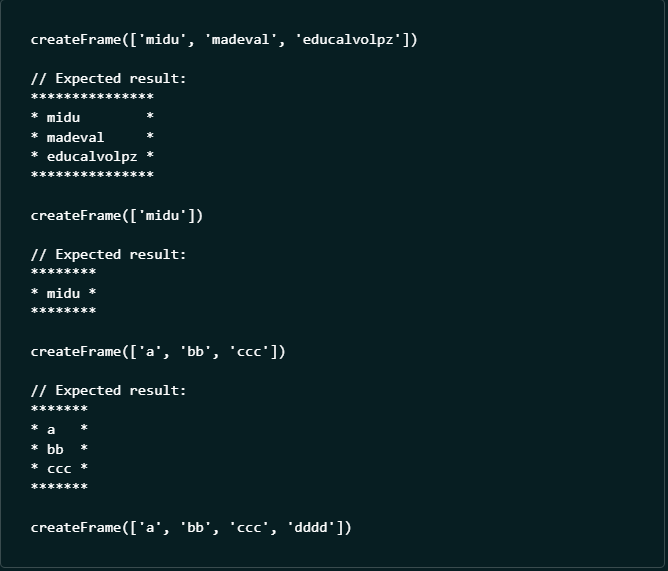 createFrame(['midu', 'madeval', 'educalvolpz'])
// Expected result:
***************
* midu        *
* madeval     *
* educalvolpz *
***************
createFrame(['midu'])
// Expected result:
********
* midu *
********
createFrame(['a', 'bb', 'ccc'])
// Expected result:
*******
* a   *
* bb  *
* ccc *
*******
createFrame(['a', 'bb', 'ccc', 'dddd'])